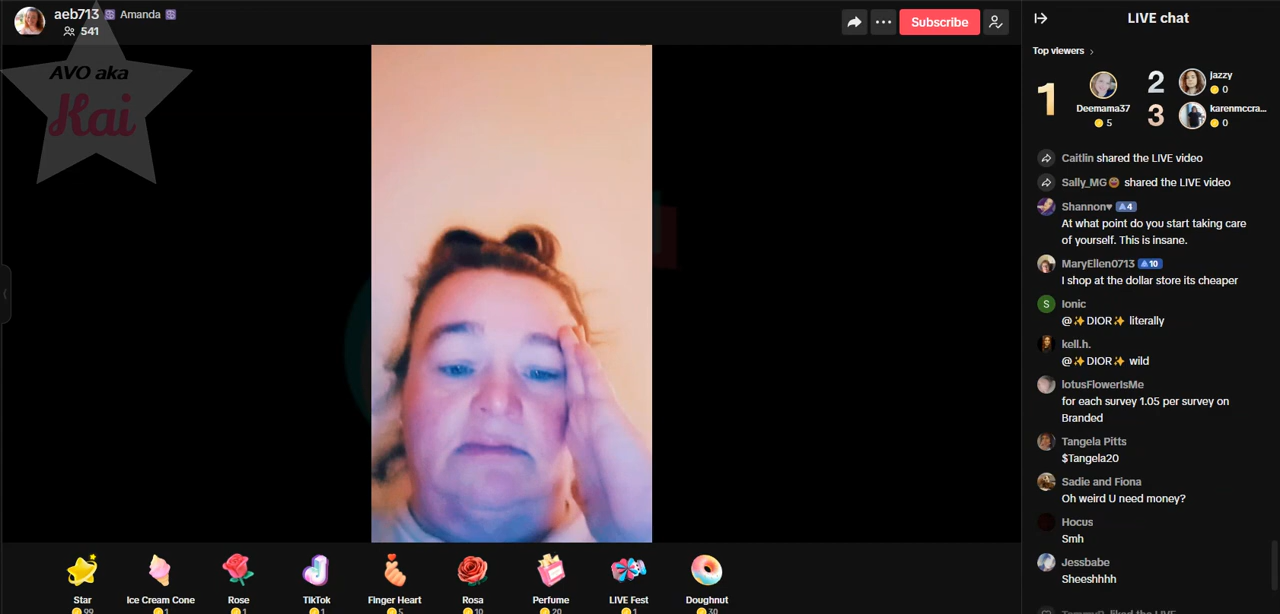 aeb713 Amanda
541
Subscribe
AVO aka
Kai
LIVE chat
Top viewers
1
Deemama37
5
2
jazzy
0
3
karenmccra...
0
Caitlin shared the LIVE video
Sally_MG shared the LIVE video
Shannon♥ 4
At what point do you start taking care
of yourself. This is insane.
MaryEllen0713 10
I shop at the dollar store its cheaper
S
Ionic
@✨DIOR✨ literally
kell.h.
@✨DIOR✨ wild
lotusFlowerIsMe
for each survey 1.05 per survey on
Branded
Tangela Pitts
$Tangela20
Sadie and Fiona
Oh weird U need money?
Hocus
Smh
Jessbabe
Sheeshhhh
liked the LIVE
Star
99
Ice Cream Cone
1
Rose
1
TikTok
1
Finger Heart
5
Rosa
10
Perfume
20
LIVE Fest
1
Doughnut
30